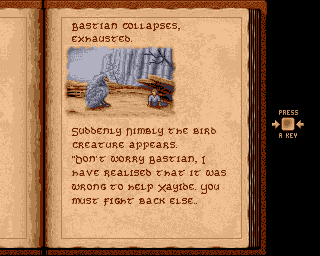 Bastian collapses,
exhausted.
Suddenly Nimbly the bird
creature appears.
"Don't worry Bastian, I
have realised that it was
wrong to help Xayide. You
must fight back else..
PRESS
A KEY